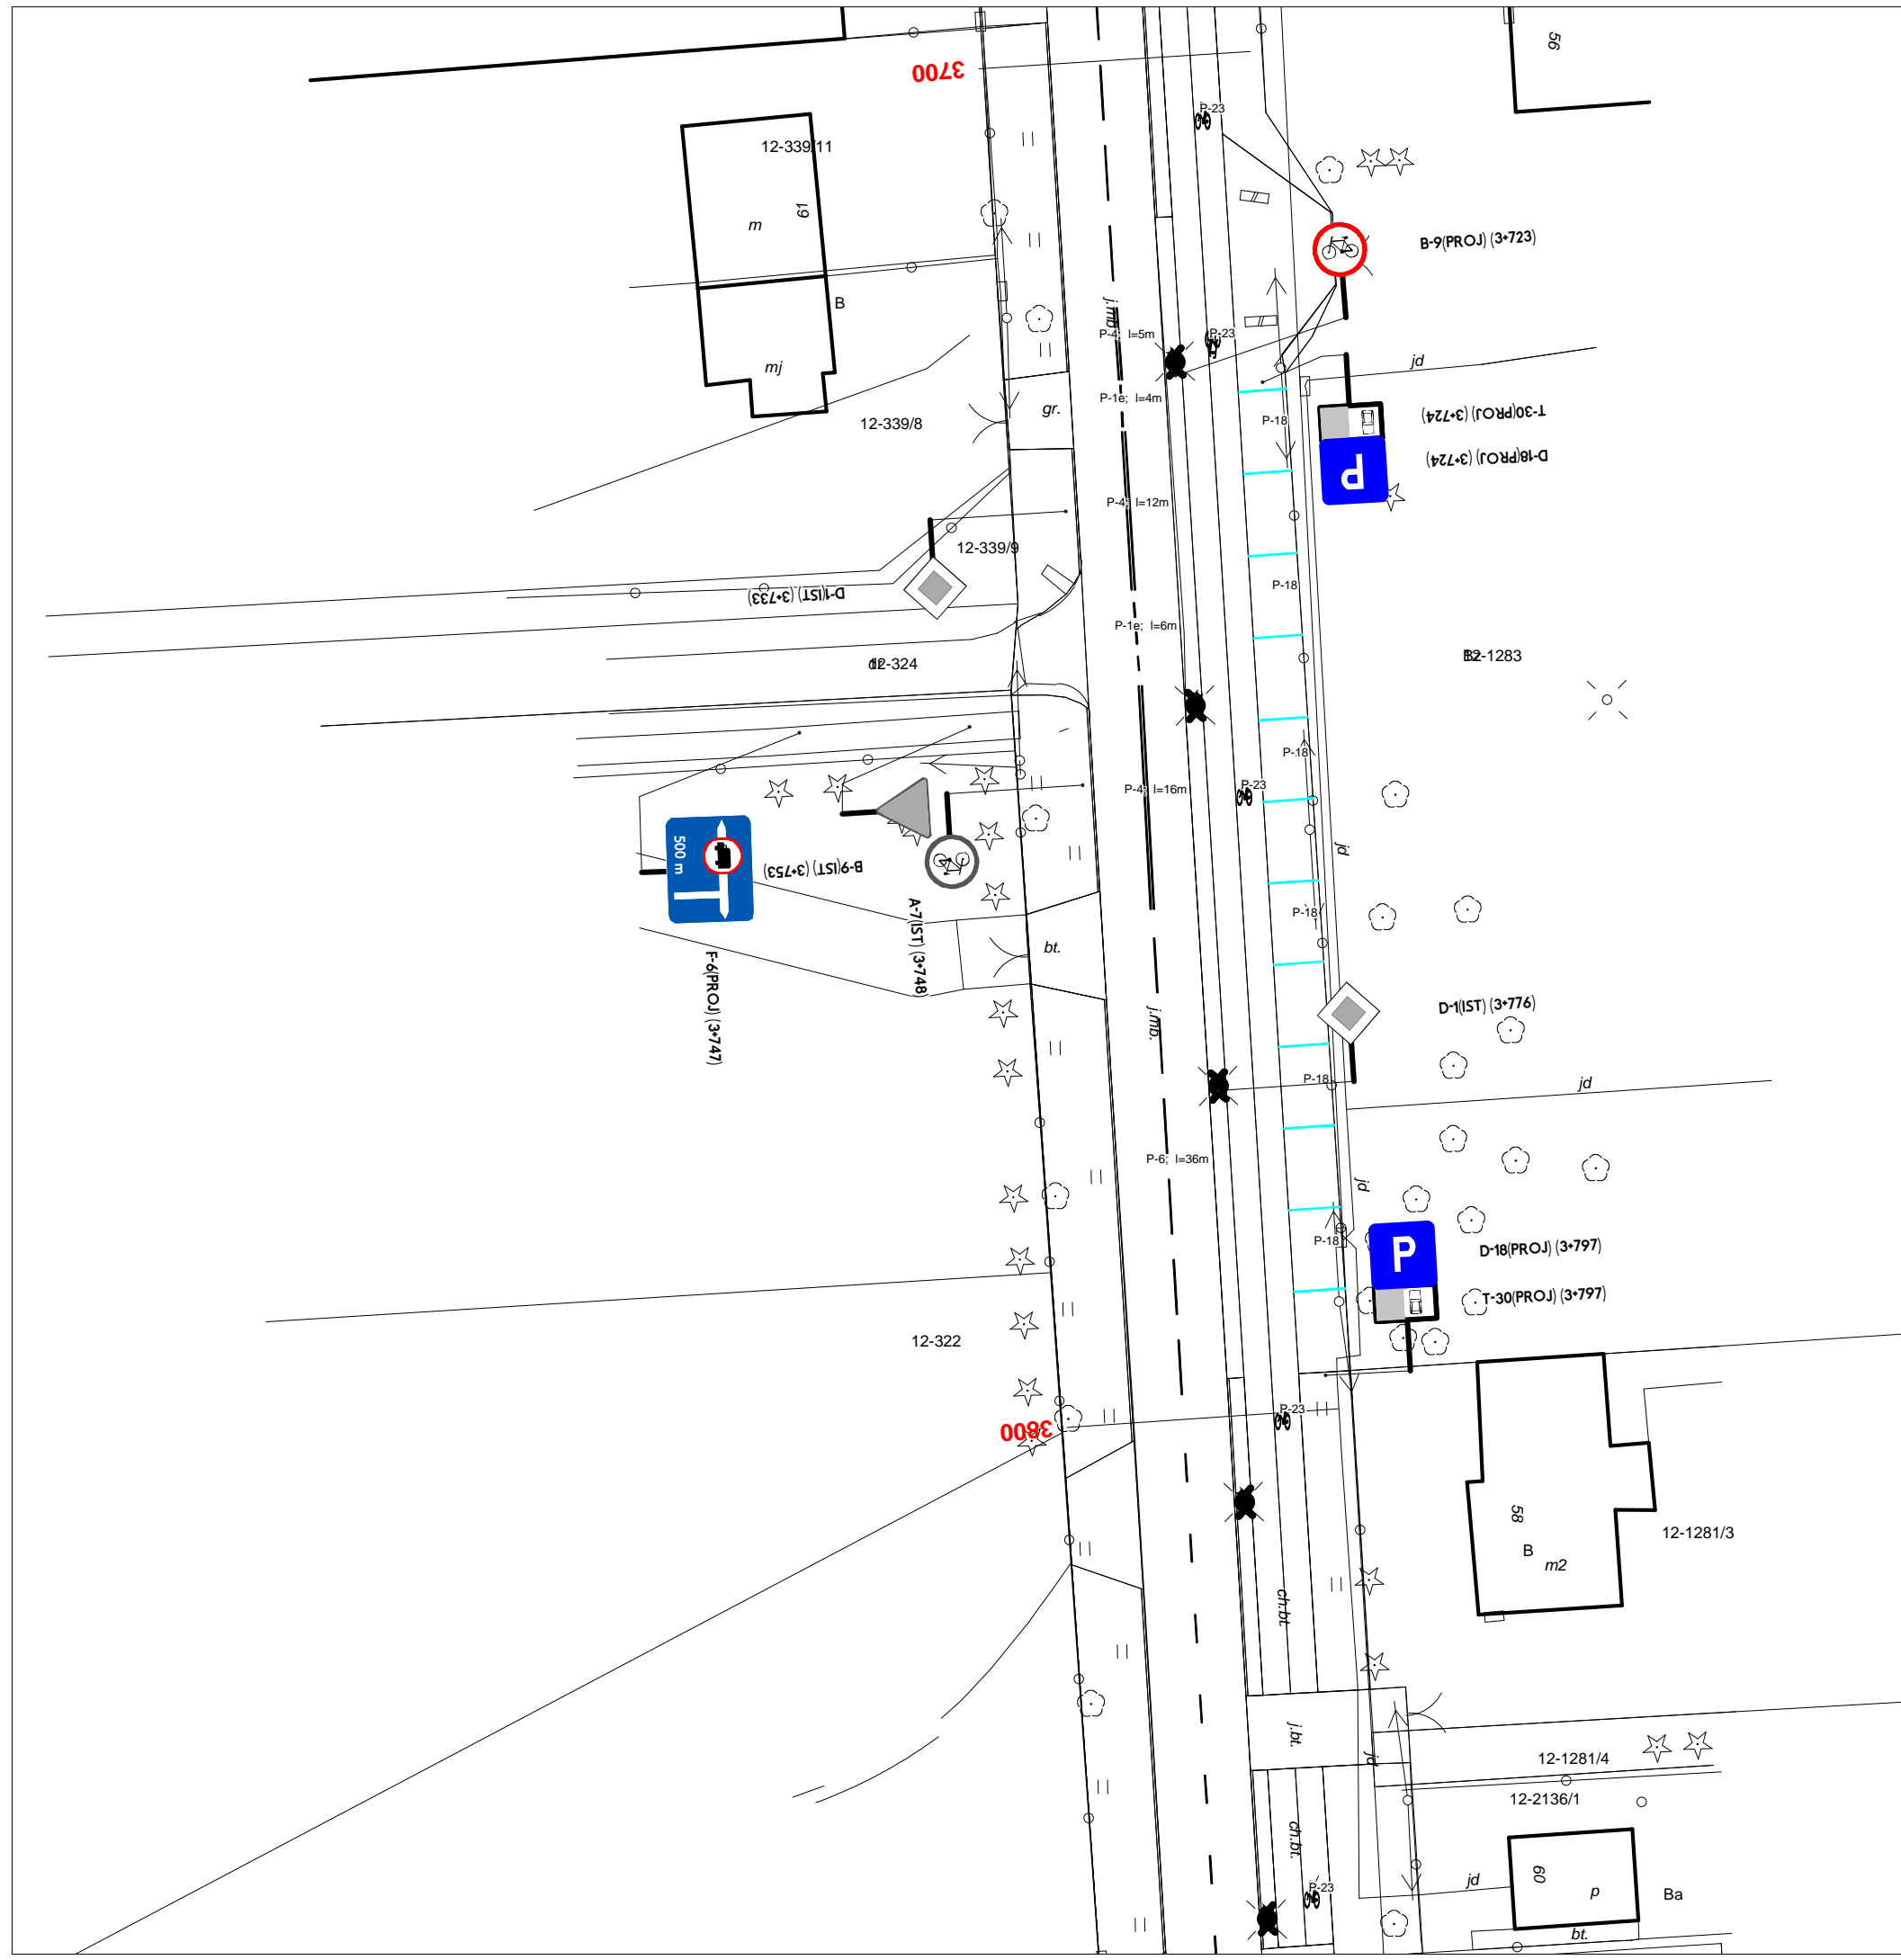 56
3700
P-23
12-339/11
61
m
B-9(PROJ) (3+723)
B
j.mb.
P-4; l=5m
P-23
mj
jd
P-1e; l=4m
gr.
12-339/8
P-18
T-30(PROJ) (3+724)
D-18(PROJ) (3+724)
P
P-4; l=12m
12-339/9
D-1(IST) (3+733)
P-18
P-1e; l=6m
12-324
12-1283
P-18
P-4; l=16m
P-23
500 m
B-9(IST) (3+753)
jd
A-7(IST) (3+748)
P-18
bt.
F-6(PROJ) (3+747)
D-1(IST) (3+776)
j.mb.
P-18
jd
P-6; l=36m
jd
P-18
P
D-18(PROJ) (3+797)
T-30(PROJ) (3+797)
12-322
P-23
3800
58
B
m2
12-1281/3
ch.bt.
j.bt.
jd
12-1281/4
12-2136/1
ch.bt.
P-23
jd
60
p
Ba
bt.